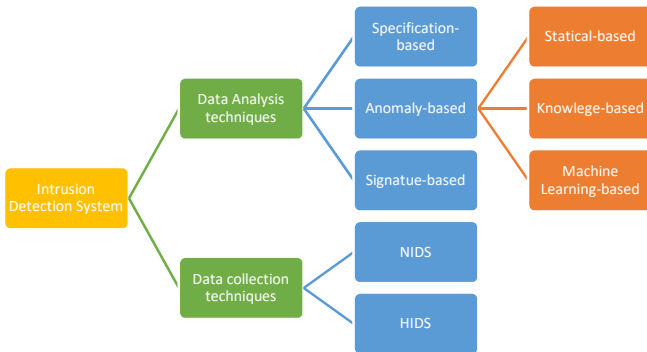 Specification-
based
Statical-based
Data Analysis
techniques
Anomaly-based
Knowlege-based
Signatue-based
Machine
Learning-based
Intrusion
Detection System
NIDS
Data collection
techniques
HIDS